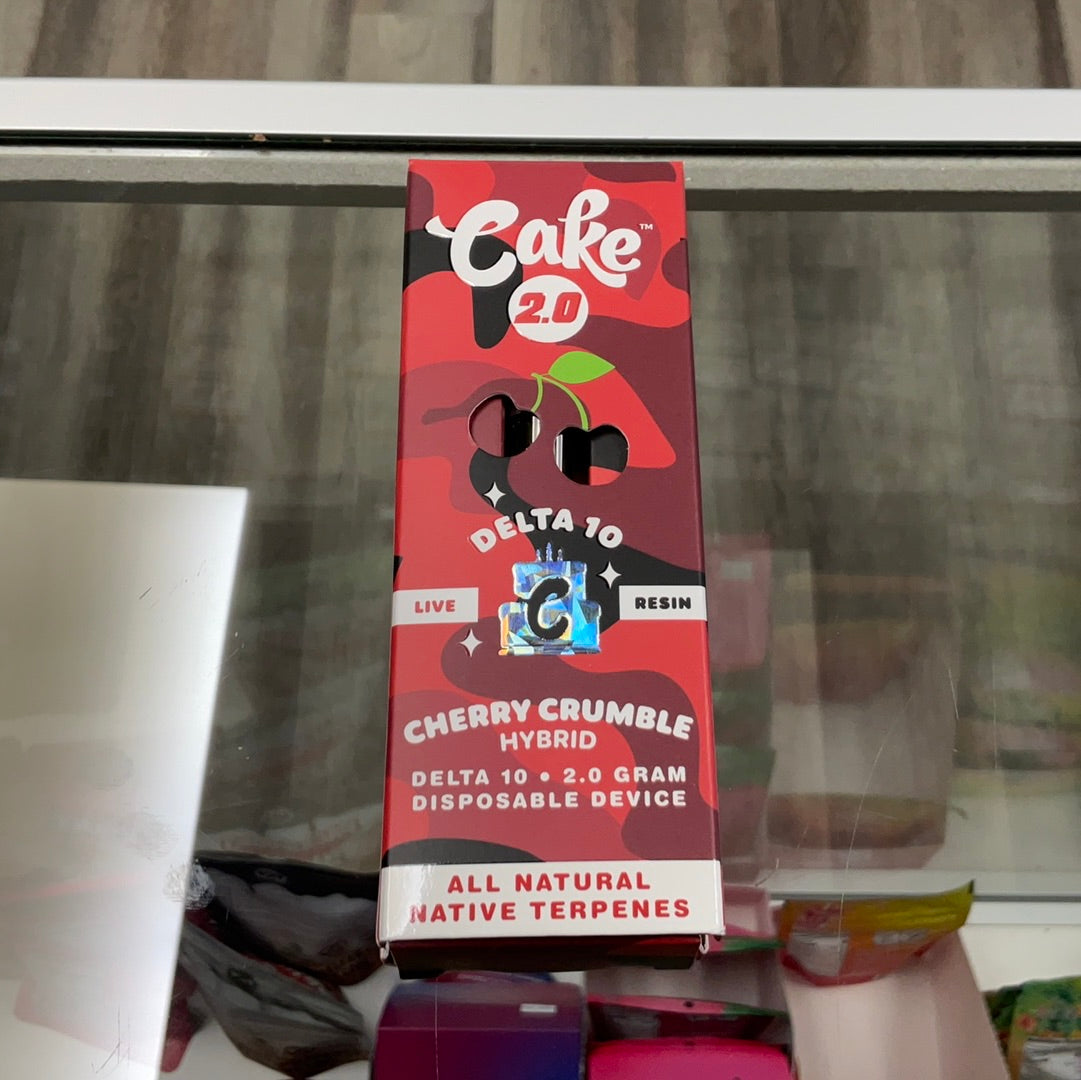 Cake™
2.0
DELTA 10
C
LIVE RESIN
CHERRY CRUMBLE
HYBRID
DELTA 10 • 2.0 GRAM
DISPOSABLE DEVICE
ALL NATURAL
NATIVE TERPENES